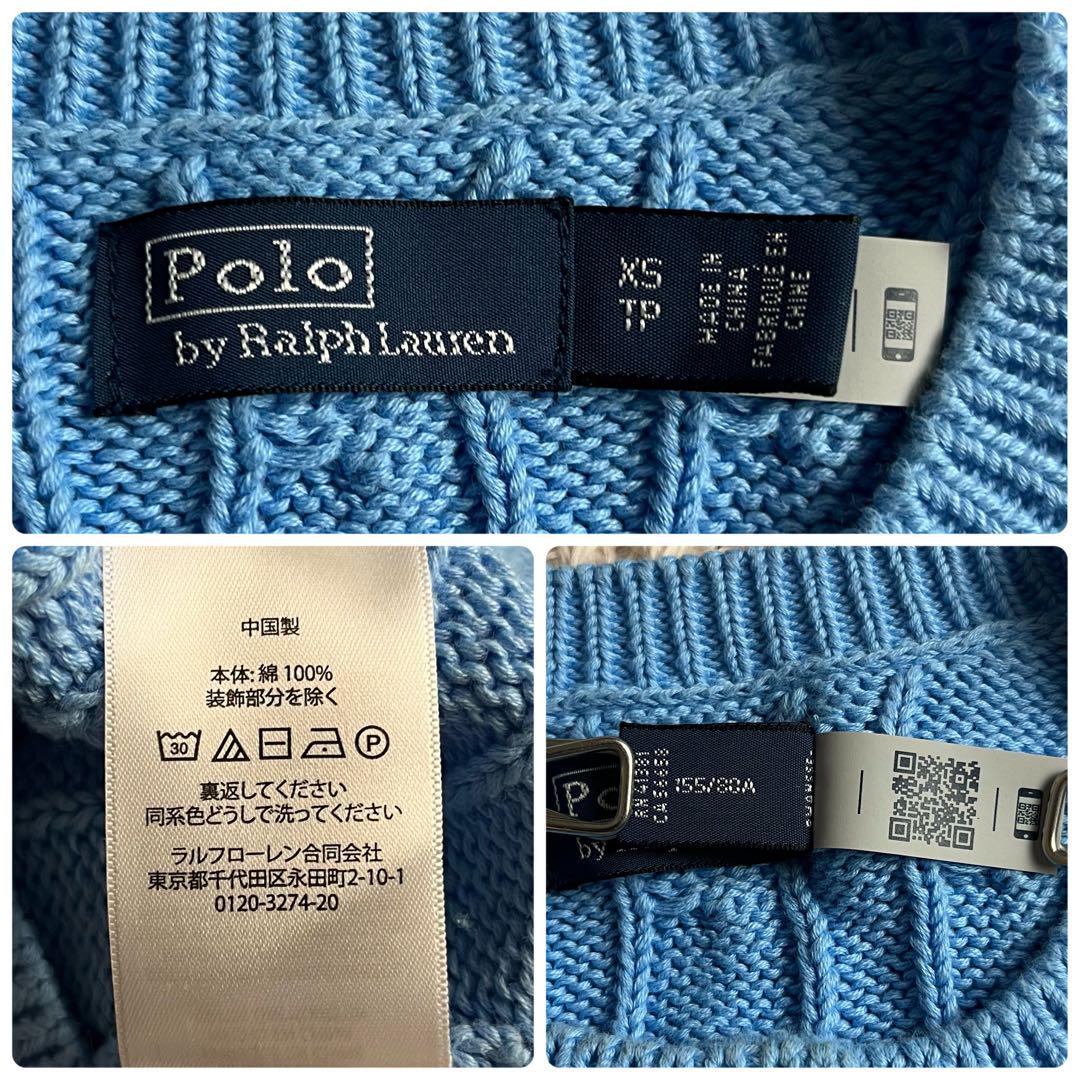 Polo
by Ralph Lauren
XS
TP
MADE IN
CHINA
FABRIQUE EN
CHINE
中国製
本体: 綿 100%
装飾部分を除く
30
P
裏返してください
同系色どうしで洗ってください
ラルフローレン合同会社
東京都千代田区永田町2-10-1
0120-3274-20
Po
by
155/80A